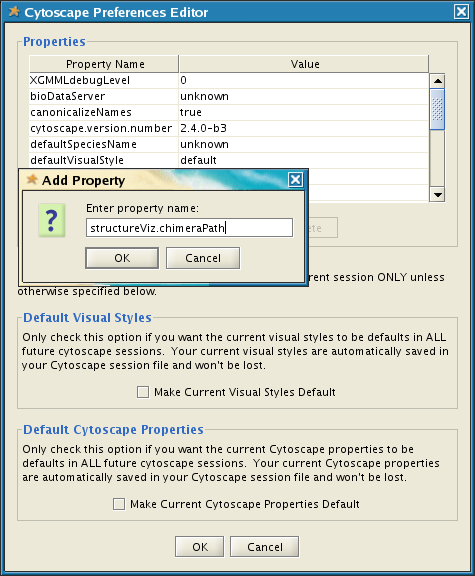 Cytoscape Preferences Editor
Properties
Property Name Value
XGMMLdebugLevel 0
bioDataServer unknown
canonicalizeNames true
cytoscape.version.number 2.4.0-b3
defaultSpeciesName unknown
defaultVisualStyle default
Add Property
Enter property name:
structureViz.chimeraPath
OK Cancel
rent session ONLY unless
otherwise specified below.
Default Visual Styles
Only check this option if you want the current visual styles to be defaults in ALL
future cytoscape sessions. Your current visual styles are automatically saved in
your Cytoscape session file and won't be lost.
Make Current Visual Styles Default
Default Cytoscape Properties
Only check this option if you want the current Cytoscape properties to be
defaults in ALL future cytoscape sessions. Your current Cytoscape properties
are automatically saved in your Cytoscape session file and won't be lost.
Make Current Cytoscape Properties Default
OK Cancel